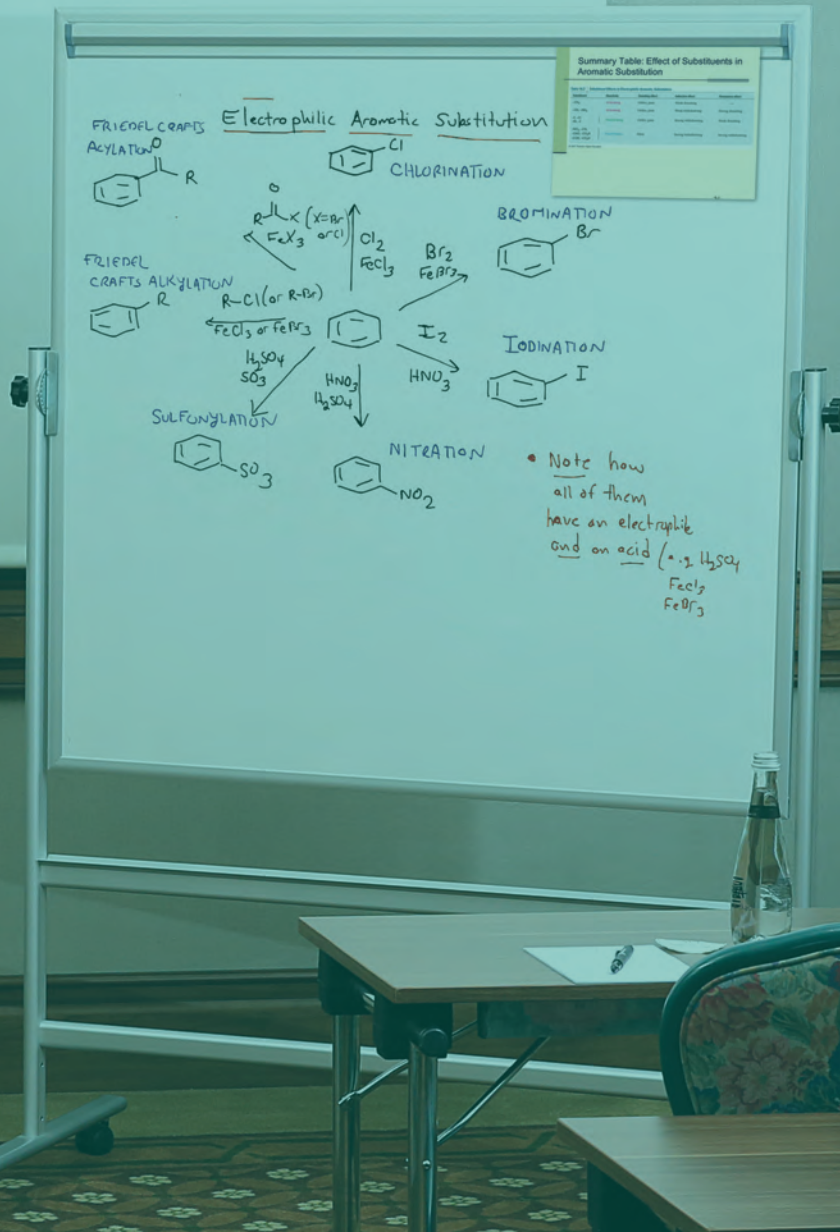 Summary Table: Effect of Substituents in
Aromatic Substitution
Electrophilic Aromatic Substitution
FRIEDEL CRAFTS
ACYLATION
O
R
Cl
CHLORINATION
O
R X (X=Br
FeX3 or Cl)
Cl2
FeCl3
Br2
FeBr3
BROMINATION
Br
FRIEDEL
CRAFTS ALKYLATION
R
R-Cl (or R-Br)
FeCl3 or FeBr3
I2
HNO3
IODINATION
I
H2SO4
SO3
HNO3
H2SO4
SULFONYLATION
SO3
NITRATION
NO2
• Note how
all of them
have an electrophile
and an acid (e.g H2SO4
FeCl3
FeBr3